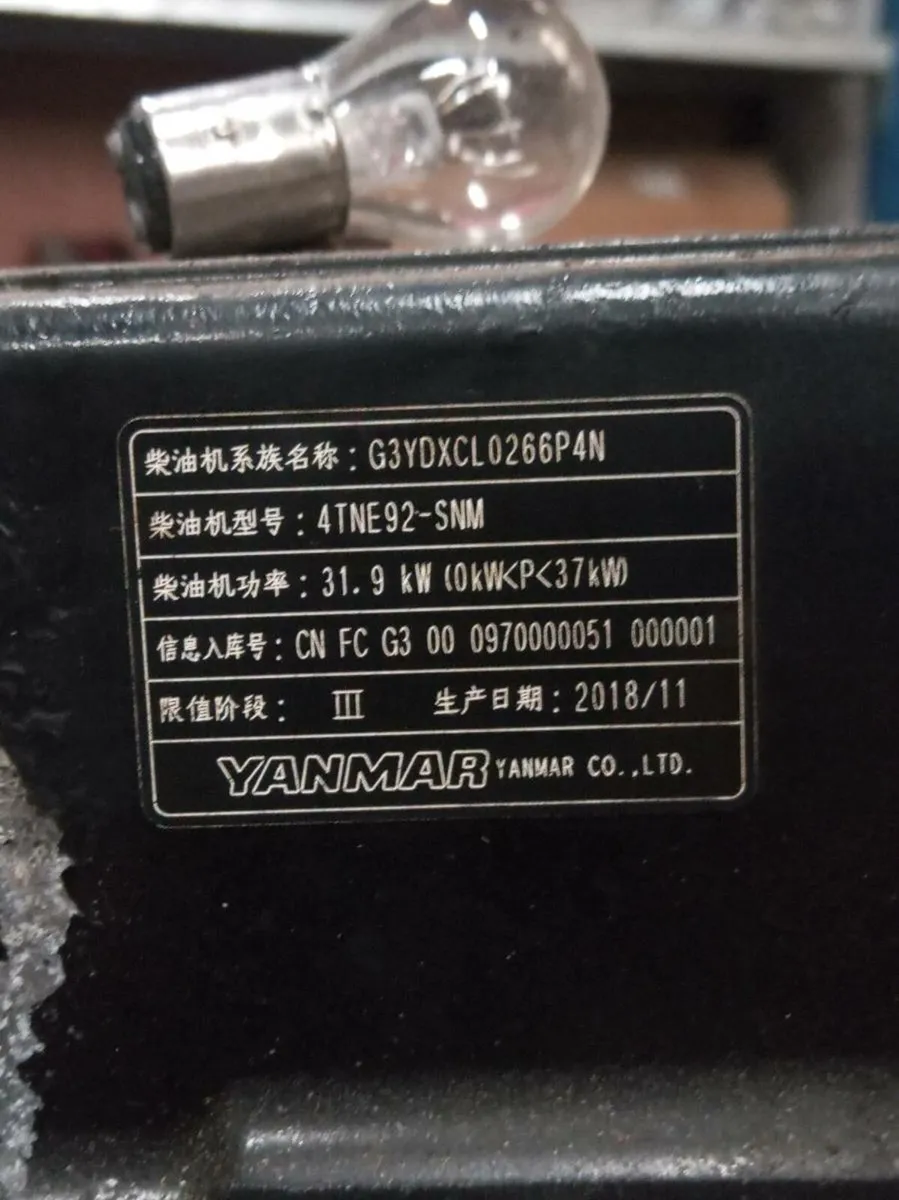 柴油机系族名称：G3YDXCL0266P4N
柴油机型号：4TNE92-SNM
柴油机功率：31.9 kW (0kW<P<37kW)
信息入库号：CN FC G3 00 0970000051 000001
限值阶段： III 生产日期：2018/11
YANMAR YANMAR CO.,LTD.